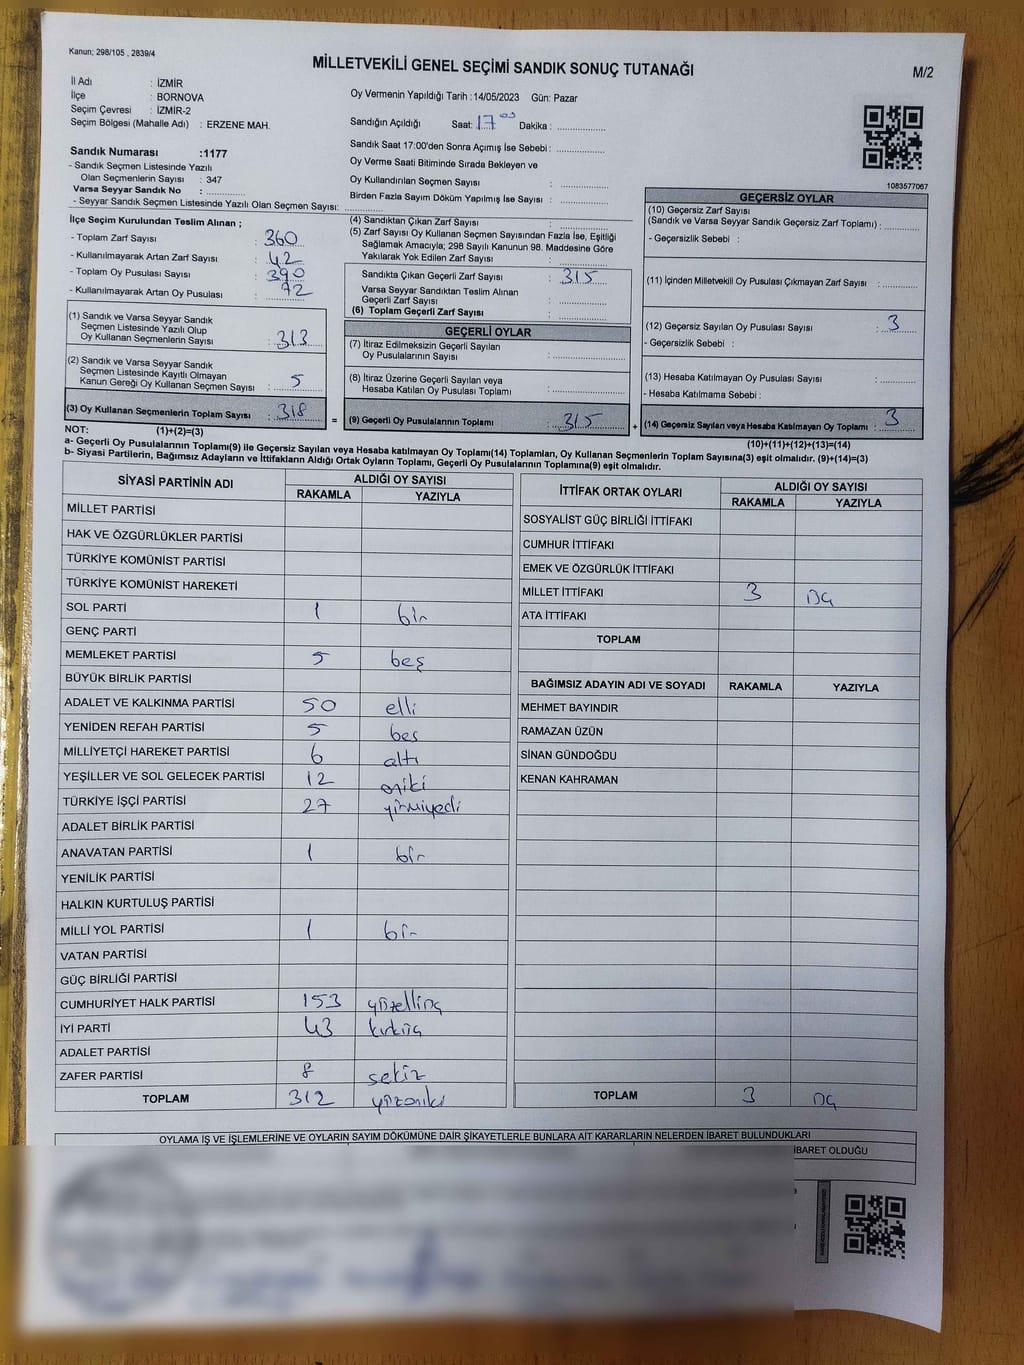 Kanun; 298/105 , 2839/4
MİLLETVEKİLİ GENEL SEÇİMİ SANDIK SONUÇ TUTANAĞI
M/2
İl Adı : İZMİR
İlçe : BORNOVA
Seçim Çevresi : İZMİR-2
Seçim Bölgesi (Mahalle Adı) : ERZENE MAH.
Oy Vermenin Yapıldığı Tarih :14/05/2023 Gün: Pazar
Sandığın Açıldığı Saat: 17 Dakika :
Sandık Saat 17:00'den Sonra Açımış İse Sebebi :
Oy Verme Saati Bitiminde Sırada Bekleyen ve
Oy Kullandırılan Seçmen Sayısı :
Birden Fazla Sayım Döküm Yapılmış İse Sayısı :
1083577067
Sandık Numarası :1177
- Sandık Seçmen Listesinde Yazılı
Olan Seçmenlerin Sayısı : 347
Varsa Seyyar Sandık No :
- Seyyar Sandık Seçmen Listesinde Yazılı Olan Seçmen Sayısı:
İlçe Seçim Kurulundan Teslim Alınan ;
- Toplam Zarf Sayısı : 360
- Kullanılmayarak Artan Zarf Sayısı : 42
- Toplam Oy Pusulası Sayısı : 390
- Kullanılmayarak Artan Oy Pusulası : 72
(1) Sandık ve Varsa Seyyar Sandık
Seçmen Listesinde Yazılı Olup
Oy Kullanan Seçmenlerin Sayısı : 313
(2) Sandık ve Varsa Seyyar Sandık
Seçmen Listesinde Kayıtlı Olmayan
Kanun Gereği Oy Kullanan Seçmen Sayısı : 5
(3) Oy Kullanan Seçmenlerin Toplam Sayısı : 318
(4) Sandıktan Çıkan Zarf Sayısı :
(5) Zarf Sayısı Oy Kullanan Seçmen Sayısından Fazla İse, Eşitliği
Sağlamak Amacıyla; 298 Sayılı Kanunun 98. Maddesine Göre
Yakılarak Yok Edilen Zarf Sayısı :
Sandıkta Çıkan Geçerli Zarf Sayısı : 315
Varsa Seyyar Sandıktan Teslim Alınan
Geçerli Zarf Sayısı :
(6) Toplam Geçerli Zarf Sayısı :
GEÇERLİ OYLAR
(7) İtiraz Edilmeksizin Geçerli Sayılan
Oy Pusulalarının Sayısı :
(8) İtiraz Üzerine Geçerli Sayılan veya
Hesaba Katılan Oy Pusulası Toplamı :
= (9) Geçerli Oy Pusulalarının Toplamı : 315
GEÇERSİZ OYLAR
(10) Geçersiz Zarf Sayısı
(Sandık ve Varsa Seyyar Sandık Geçersiz Zarf Toplamı) :
- Geçersizlik Sebebi :
(11) İçinden Milletvekili Oy Pusulası Çıkmayan Zarf Sayısı :
(12) Geçersiz Sayılan Oy Pusulası Sayısı : 3
- Geçersizlik Sebebi :
(13) Hesaba Katılmayan Oy Pusulası Sayısı :
- Hesaba Katılmama Sebebi :
+ (14) Geçersiz Sayılan veya Hesaba Katılmayan Oy Toplamı : 3
NOT: (1)+(2)=(3)
(10)+(11)+(12)+(13)=(14)
a- Geçerli Oy Pusulalarının Toplamı(9) ile Geçersiz Sayılan veya Hesaba katılmayan Oy Toplamı(14) Toplamları, Oy Kullanan Seçmenlerin Toplam Sayısına(3) eşit olmalıdır. (9)+(14)=(3)
b- Siyasi Partilerin, Bağımsız Adayların ve İttifakların Aldığı Ortak Oyların Toplamı, Geçerli Oy Pusulalarının Toplamına(9) eşit olmalıdır.
SİYASİ PARTİNİN ADI ALDIĞI OY SAYISI
RAKAMLA YAZIYLA
MİLLET PARTİSİ
HAK VE ÖZGÜRLÜKLER PARTİSİ
TÜRKİYE KOMÜNİST PARTİSİ
TÜRKİYE KOMÜNİST HAREKETİ
SOL PARTİ 1 bir
GENÇ PARTİ
MEMLEKET PARTİSİ 5 beş
BÜYÜK BİRLİK PARTİSİ
ADALET VE KALKINMA PARTİSİ 50 elli
YENİDEN REFAH PARTİSİ 5 beş
MİLLİYETÇİ HAREKET PARTİSİ 6 altı
YEŞİLLER VE SOL GELECEK PARTİSİ 12 oniki
TÜRKİYE İŞÇİ PARTİSİ 27 yirmiyedi
ADALET BİRLİK PARTİSİ
ANAVATAN PARTİSİ 1 bir
YENİLİK PARTİSİ
HALKIN KURTULUŞ PARTİSİ
MİLLİ YOL PARTİSİ 1 bir
VATAN PARTİSİ
GÜÇ BİRLİĞİ PARTİSİ
CUMHURİYET HALK PARTİSİ 153 yüzelliüç
İYİ PARTİ 43 kırküç
ADALET PARTİSİ
ZAFER PARTİSİ 8 sekiz
TOPLAM 312 yüzoniki
İTTİFAK ORTAK OYLARI ALDIĞI OY SAYISI
RAKAMLA YAZIYLA
SOSYALİST GÜÇ BİRLİĞİ İTTİFAKI
CUMHUR İTTİFAKI
EMEK VE ÖZGÜRLÜK İTTİFAKI
MİLLET İTTİFAKI 3 üç
ATA İTTİFAKI
TOPLAM
BAĞIMSIZ ADAYIN ADI VE SOYADI RAKAMLA YAZIYLA
MEHMET BAYINDIR
RAMAZAN ÜZÜN
SİNAN GÜNDOĞDU
KENAN KAHRAMAN
TOPLAM 3 üç
OYLAMA İŞ VE İŞLEMLERİNE VE OYLARIN SAYIM DÖKÜMÜNE DAİR ŞİKAYETLERLE BUNLARA AİT KARARLARIN NELERDEN İBARET BULUNDUKLARI
İBARET OLDUĞU